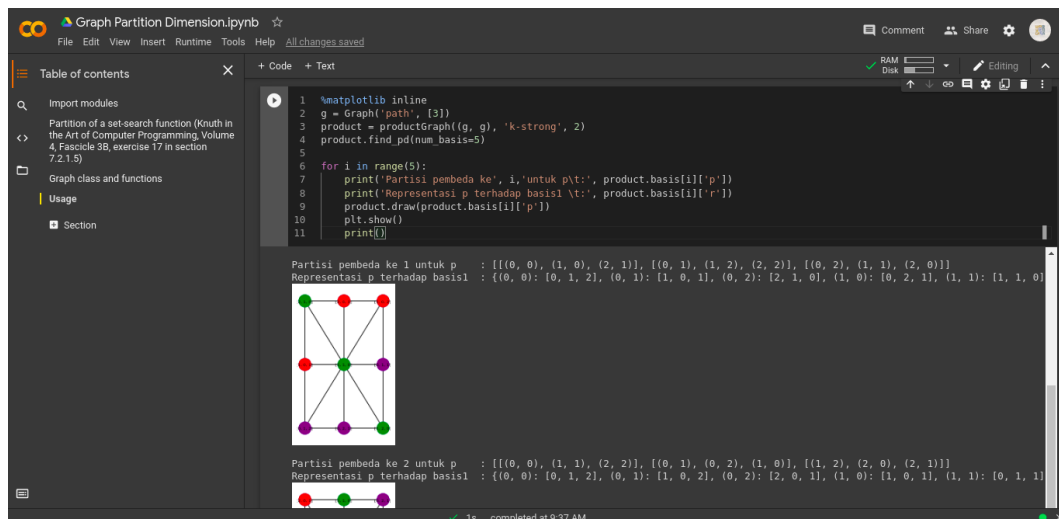 Graph Partition Dimension.ipynb
File Edit View Insert Runtime Tools Help All changes saved
Comment Share
Table of contents
+ Code + Text
RAM
Disk
Editing
Import modules
Partition of a set-search function (Knuth in
the Art of Computer Programming, Volume
4, Fascicle 3B, exercise 17 in section
7.2.1.5)
Graph class and functions
Usage
Section
1 %matplotlib inline
2 g = Graph('path', [3])
3 product = productGraph((g, g), 'k-strong', 2)
4 product.find_pd(num_basis=5)
5
6 for i in range(5):
7 print('Partisi pembeda ke', i,'untuk p\t:', product.basis[i]['p'])
8 print('Representasi p terhadap basis1 \t:', product.basis[i]['r'])
9 product.draw(product.basis[i]['p'])
10 plt.show()
11 print()
Partisi pembeda ke 1 untuk p : [[(0, 0), (1, 0), (2, 1)], [(0, 1), (1, 2), (2, 2)], [(0, 2), (1, 1), (2, 0)]]
Representasi p terhadap basis1 : {(0, 0): [0, 1, 2], (0, 1): [1, 0, 1], (0, 2): [2, 1, 0], (1, 0): [0, 2, 1], (1, 1): [1, 1, 0]
Partisi pembeda ke 2 untuk p : [[(0, 0), (1, 1), (2, 2)], [(0, 1), (0, 2), (1, 0)], [(1, 2), (2, 0), (2, 1)]]
Representasi p terhadap basis1 : {(0, 0): [0, 1, 2], (0, 1): [1, 0, 2], (0, 2): [2, 0, 1], (1, 0): [1, 0, 1], (1, 1): [0, 1, 1]
1s completed at 9:37 AM